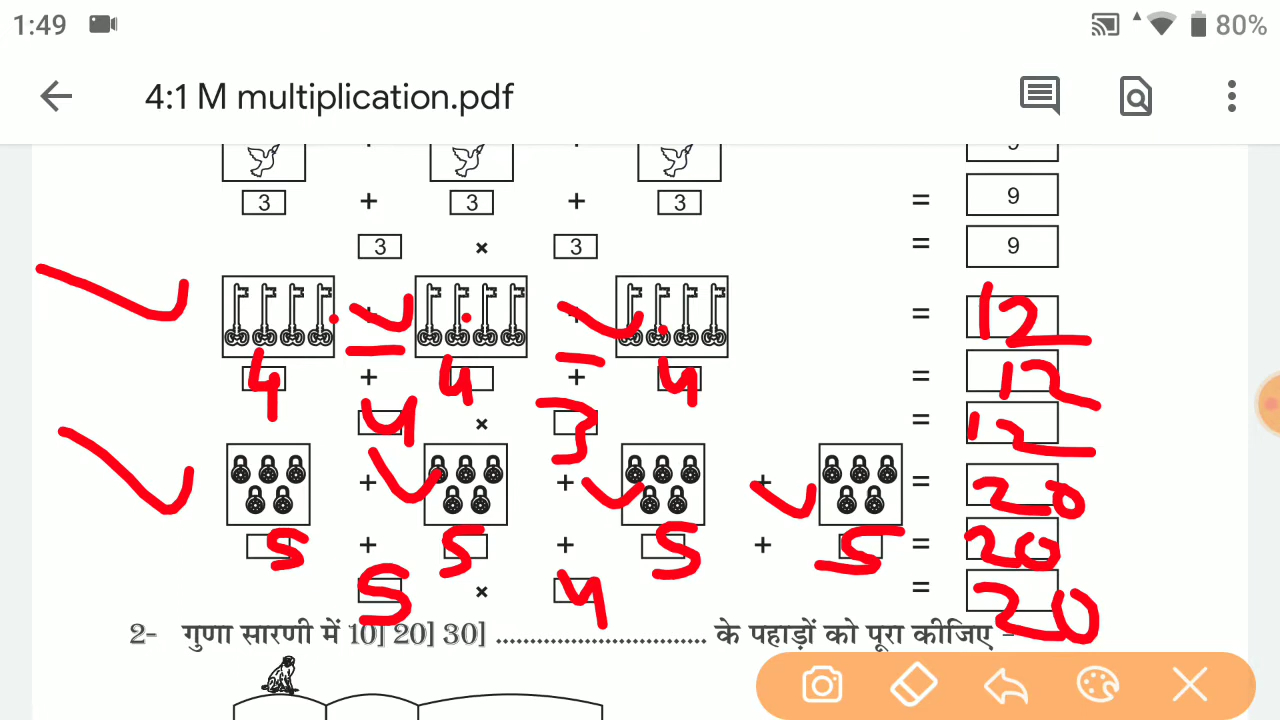 1:49 80%
4:1 M multiplication.pdf
3 + 3 + 3 = 9
3 × 3 = 9
+ + = 12
4 + 4 + 4 = 12
4 × 3 = 12
+ + + = 20
5 + 5 + 5 + 5 = 20
5 × 4 = 20
2- गुणा सारणी में 10] 20] 30] ............................... के पहाड़ों को पूरा कीजिए -